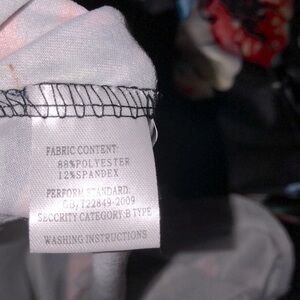 FABRIC CONTENT
88%POLYESTER
12%SPANDEX
PERFORM STANDARD:
GB/T22849-2009
SECCRITY CATEGORY:B TYPE
WASHING INSTRUCTIONS